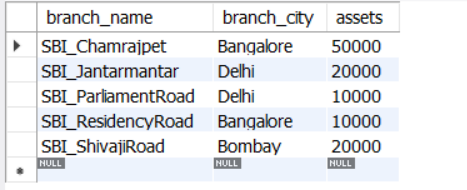 branch_name branch_city assets
SBI_Chamrajpet Bangalore 50000
SBI_Jantarmantar Delhi 20000
SBI_ParliamentRoad Delhi 10000
SBI_ResidencyRoad Bangalore 10000
SBI_ShivajiRoad Bombay 20000
NULL NULL NULL